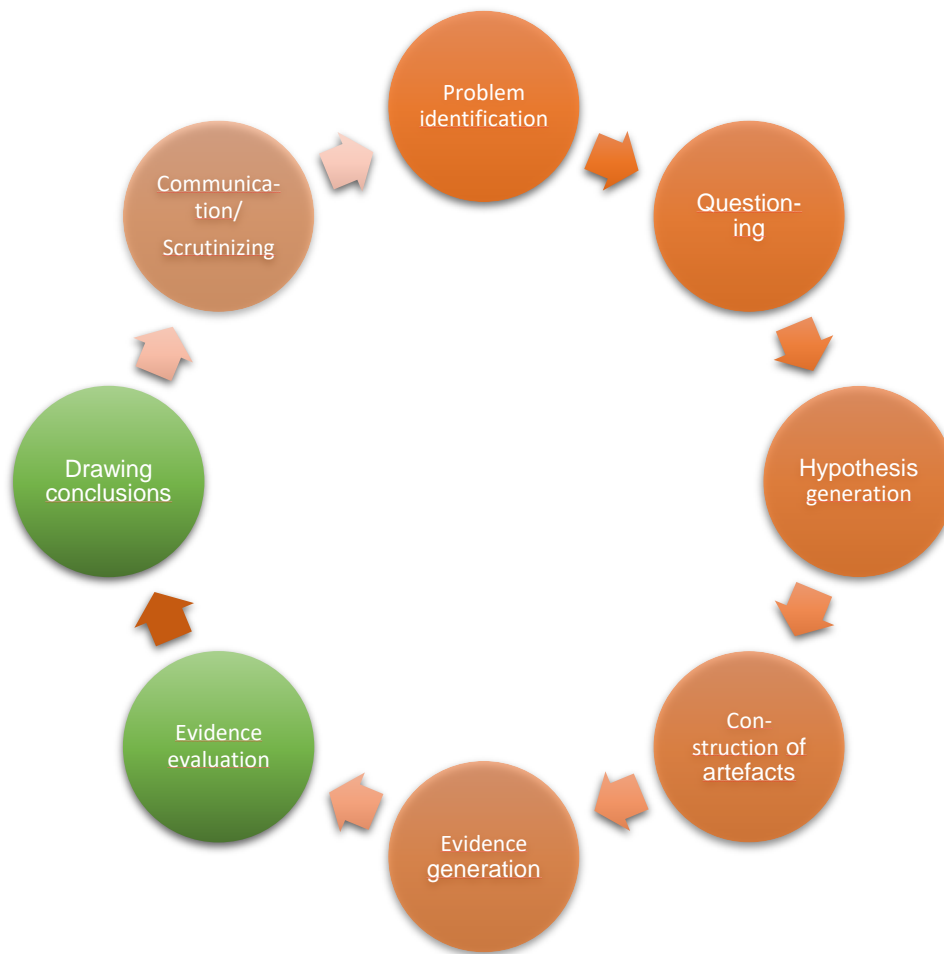 Problem
identification
Question-
ing
Hypothesis
generation
Con-
struction of
artefacts
Evidence
generation
Evidence
evaluation
Drawing
conclusions
Communica-
tion/
Scrutinizing